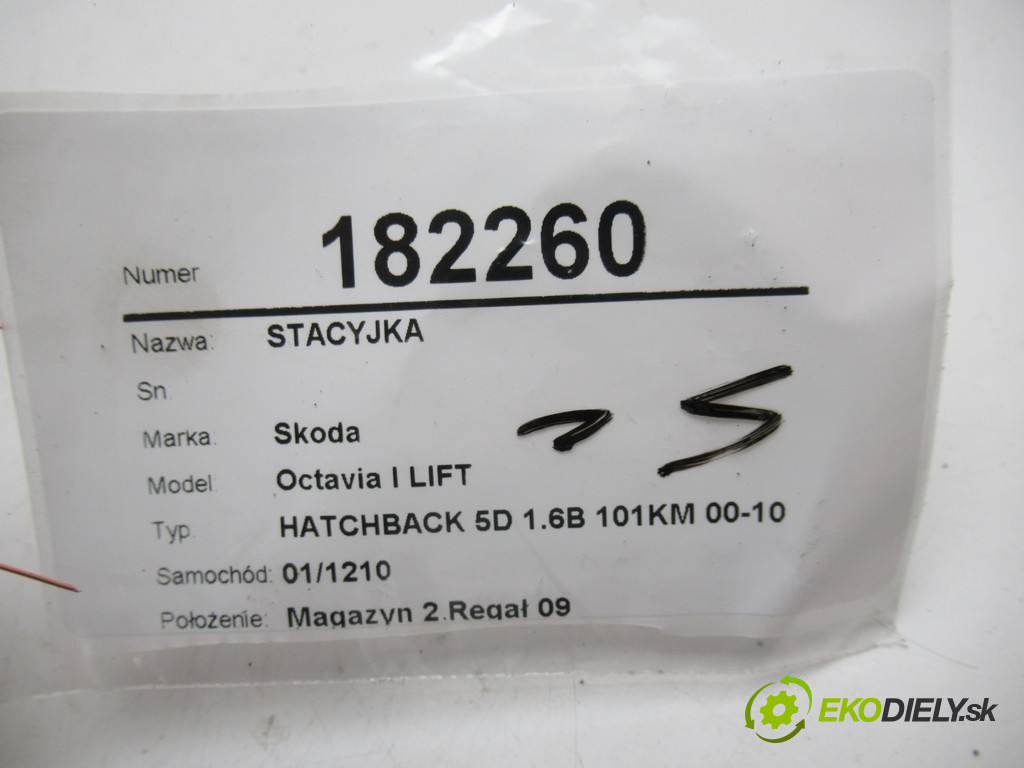 Numer 182260
Nazwa: STACYJKA
Sn
Marka: Skoda
Model Octavia I LIFT
Typ. HATCHBACK 5D 1.6B 101KM 00-10
Samochód: 01/1210
Położenie: Magazyn 2.Regał 09
EKODIELY.sk